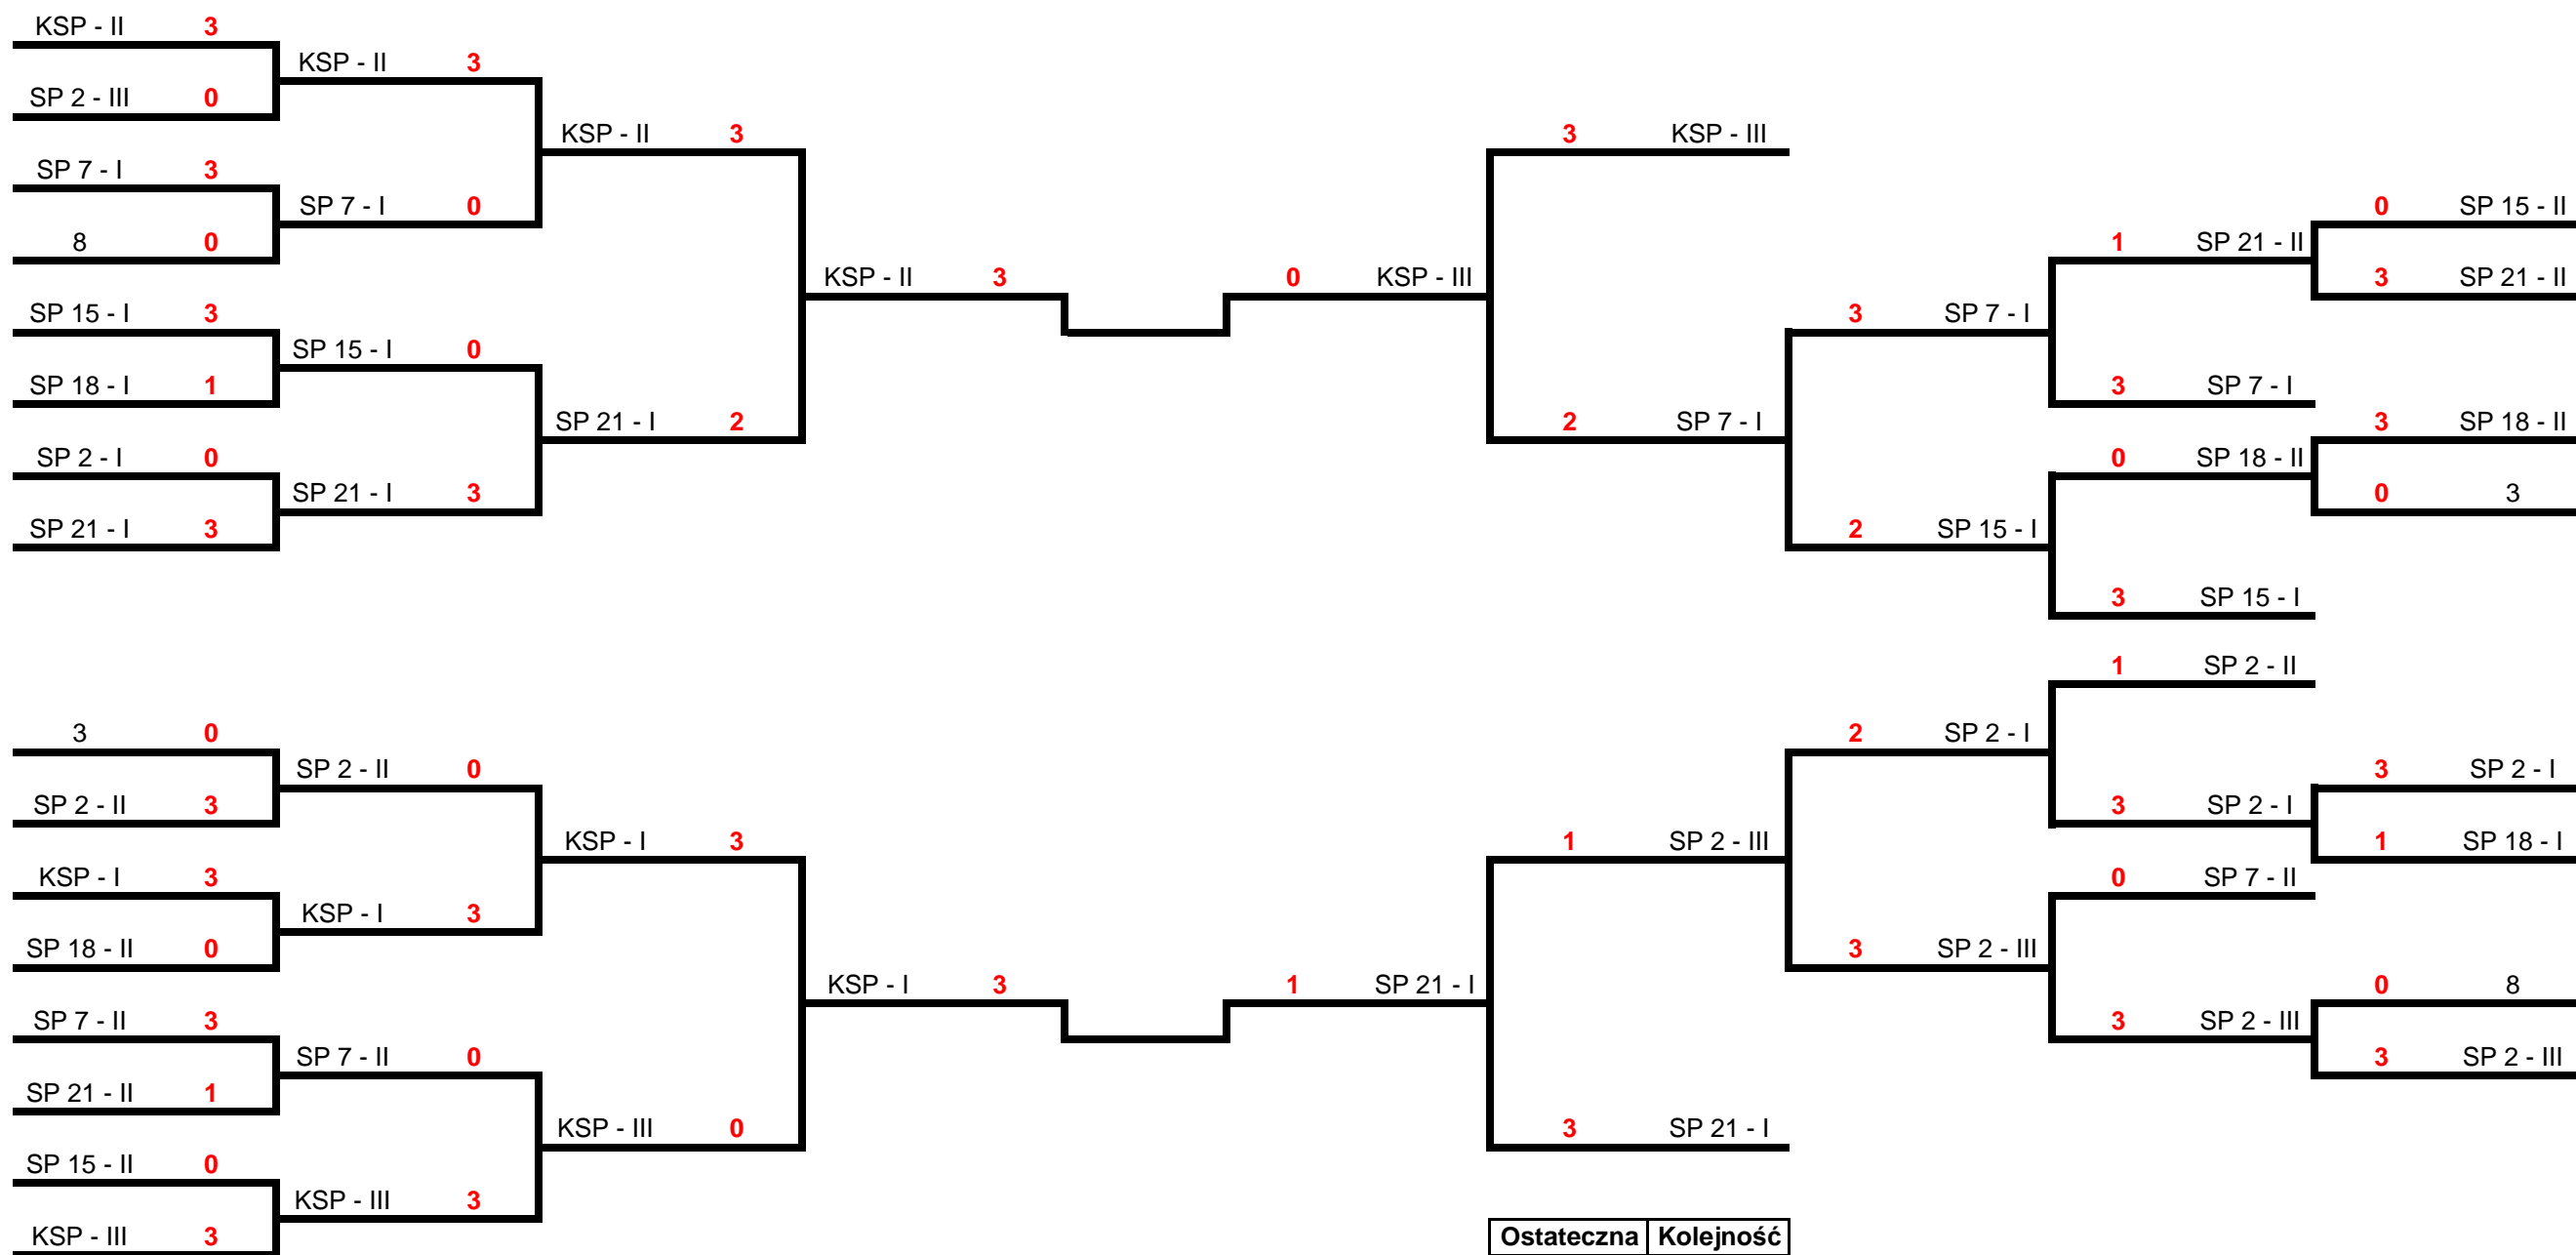 KSP - II 3
KSP - II 3
SP 2 - III 0
KSP - II 3
SP 7 - I 3
SP 7 - I 0
8 0
KSP - II 3
SP 15 - I 3
SP 15 - I 0
SP 18 - I 1
SP 21 - I 2
SP 2 - I 0
SP 21 - I 3
SP 21 - I 3
3 0
SP 2 - II 0
SP 2 - II 3
KSP - I 3
KSP - I 3
KSP - I 3
SP 18 - II 0
KSP - I 3
SP 7 - II 3
SP 7 - II 0
SP 21 - II 1
KSP - III 0
SP 15 - II 0
KSP - III 3
KSP - III 3
3 KSP - III
0 SP 15 - II
1 SP 21 - II
0 KSP - III
3 SP 21 - II
3 SP 7 - I
3 SP 7 - I
2 SP 7 - I
3 SP 18 - II
0 SP 18 - II
0 3
2 SP 15 - I
3 SP 15 - I
1 SP 2 - II
2 SP 2 - I
3 SP 2 - I
3 SP 2 - I
1 SP 2 - III
1 SP 18 - I
0 SP 7 - II
3 SP 2 - III
1 SP 21 - I
0 8
3 SP 2 - III
3 SP 2 - III
3 SP 21 - I
Ostateczna Kolejność